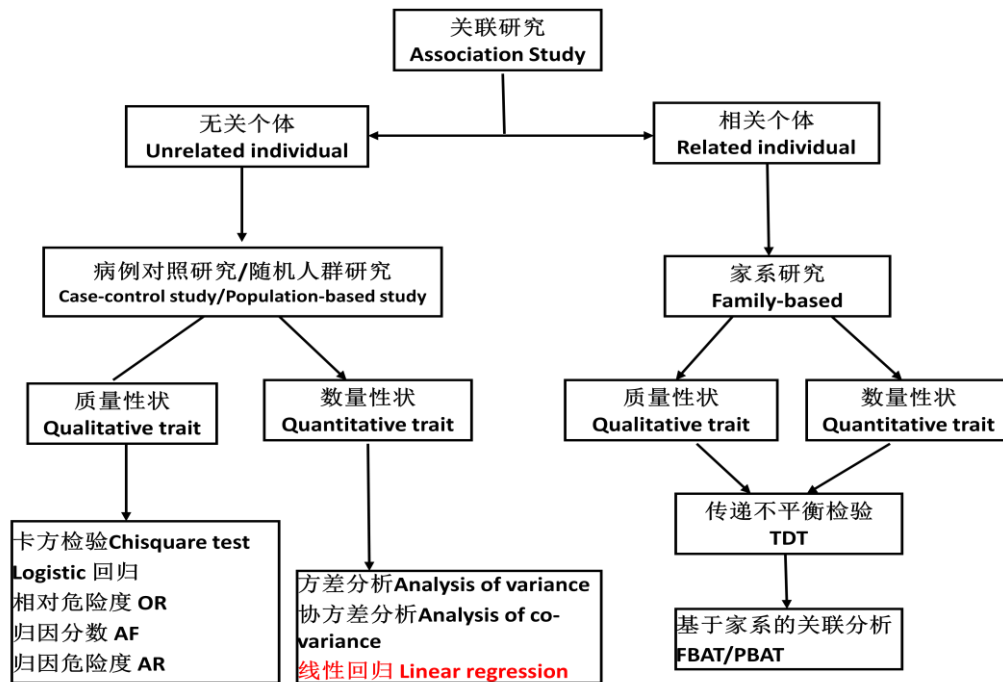 关联研究
Association Study
无关个体
Unrelated individual
相关个体
Related individual
病例对照研究/随机人群研究
Case-control study/Population-based study
家系研究
Family-based
质量性状
Qualitative trait
数量性状
Quantitative trait
质量性状
Qualitative trait
数量性状
Quantitative trait
卡方检验Chisquare test
Logistic 回归
相对危险度 OR
归因分数 AF
归因危险度 AR
方差分析Analysis of variance
协方差分析Analysis of co-
variance
线性回归 Linear regression
传递不平衡检验
TDT
基于家系的关联分析
FBAT/PBAT